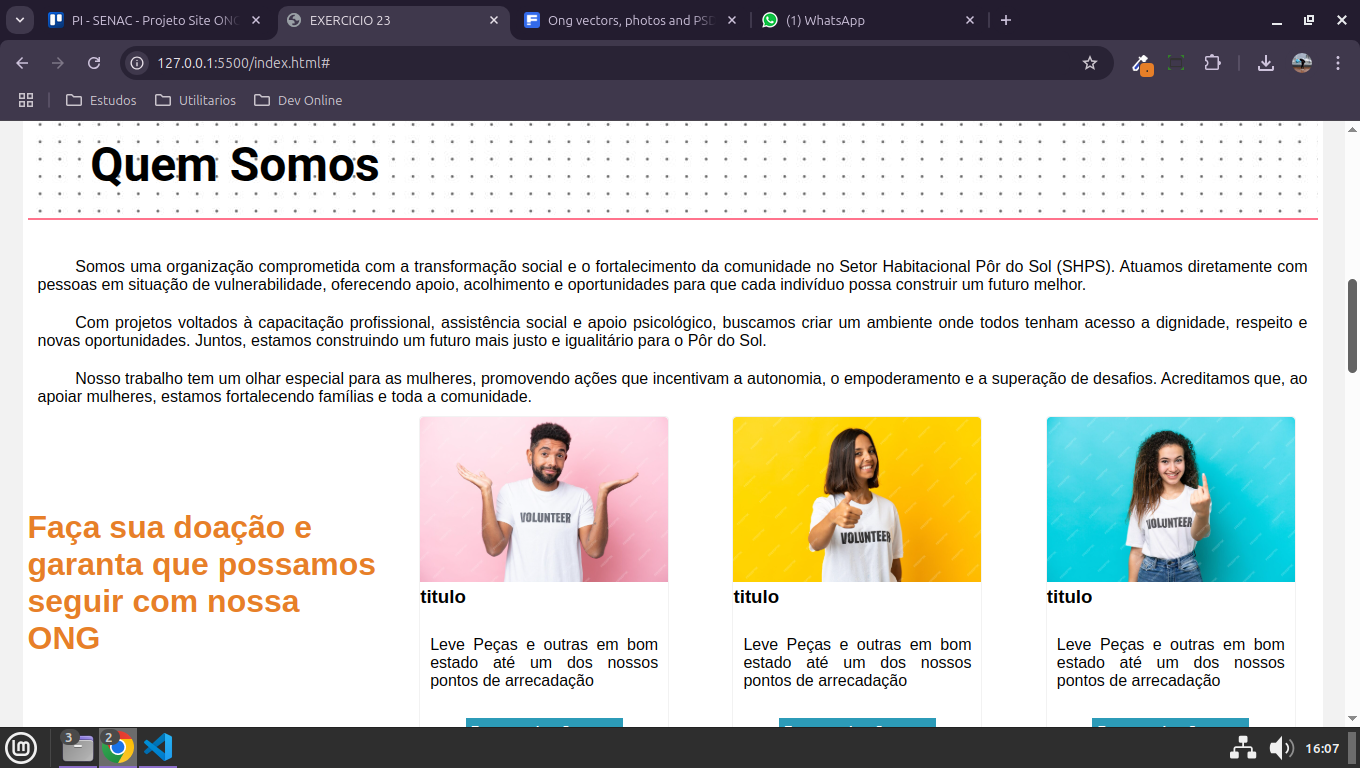 PI - SENAC - Projeto Site ONG
EXERCICIO 23
Ong vectors, photos and PSD
(1) WhatsApp
127.0.0.1:5500/index.html#
Estudos
Utilitarios
Dev Online
Quem Somos
Somos uma organização comprometida com a transformação social e o fortalecimento da comunidade no Setor Habitacional Pôr do Sol (SHPS). Atuamos diretamente com
pessoas em situação de vulnerabilidade, oferecendo apoio, acolhimento e oportunidades para que cada indivíduo possa construir um futuro melhor.
Com projetos voltados à capacitação profissional, assistência social e apoio psicológico, buscamos criar um ambiente onde todos tenham acesso a dignidade, respeito e
novas oportunidades. Juntos, estamos construindo um futuro mais justo e igualitário para o Pôr do Sol.
Nosso trabalho tem um olhar especial para as mulheres, promovendo ações que incentivam a autonomia, o empoderamento e a superação de desafios. Acreditamos que, ao
apoiar mulheres, estamos fortalecendo famílias e toda a comunidade.
Faça sua doação e
garanta que possamos
seguir com nossa
ONG
VOLUNTEER
titulo
Leve Peças e outras em bom
estado até um dos nossos
pontos de arrecadação
VOLUNTEER
titulo
Leve Peças e outras em bom
estado até um dos nossos
pontos de arrecadação
VOLUNTEER
titulo
Leve Peças e outras em bom
estado até um dos nossos
pontos de arrecadação
3
2
16:07